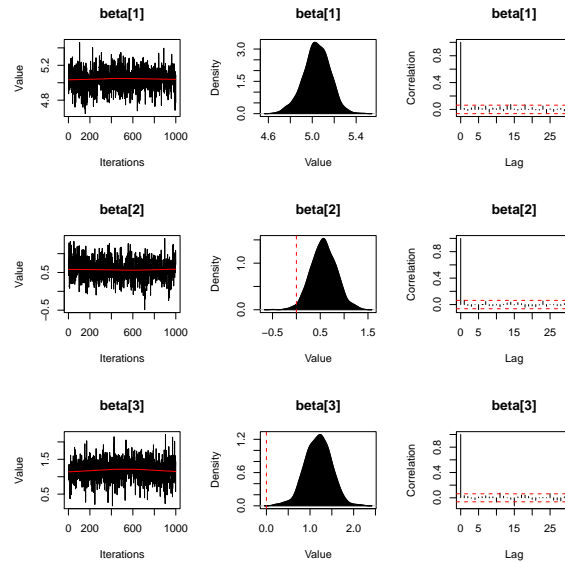 beta[1] beta[1] beta[1]
Value
4.8 5.2
0 200 600 1000
Iterations
Density
0.0 1.5 3.0
4.6 5.0 5.4
Value
Correlation
0.0 0.4 0.8
0 5 15 25
Lag
beta[2] beta[2] beta[2]
Value
−0.5 0.5
0 200 600 1000
Iterations
Density
0.0 1.0
−0.5 0.5 1.5
Value
Correlation
0.0 0.4 0.8
0 5 15 25
Lag
beta[3] beta[3] beta[3]
Value
0.5 1.5
0 200 600 1000
Iterations
Density
0.0 0.6 1.2
0.0 1.0 2.0
Value
Correlation
0.0 0.4 0.8
0 5 15 25
Lag